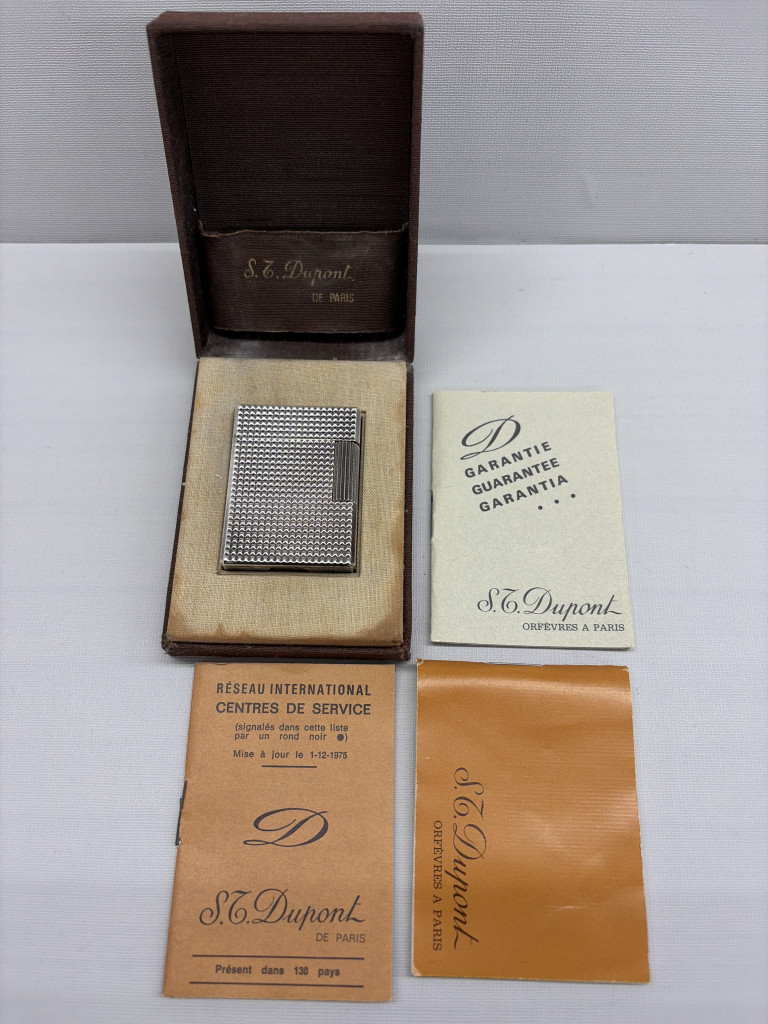 S.T. Dupont
DE PARIS
D
GARANTIE
GUARANTEE
GARANTIA
...
S.T. Dupont
ORFÈVRES A PARIS
RÉSEAU INTERNATIONAL
CENTRES DE SERVICE
(signalés dans cette liste
par un rond noir ●)
Mise à jour le 1-12-1975
D
S.T. Dupont
DE PARIS
Présent dans 130 pays
S.T. Dupont
ORFÈVRES A PARIS